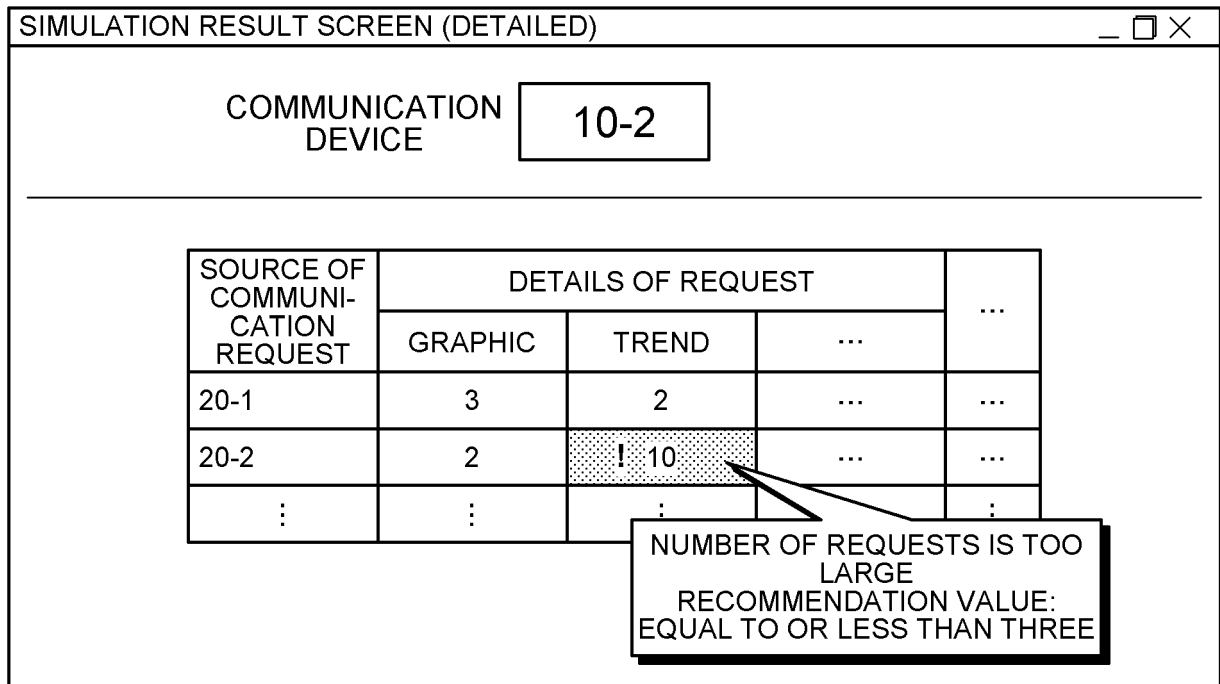 SIMULATION RESULT SCREEN (DETAILED)
COMMUNICATION
DEVICE
10-2
SOURCE OF
COMMUNI-
CATION
REQUEST
DETAILS OF REQUEST
...
GRAPHIC
TREND
...
20-1
3
2
...
...
20-2
2
! 10
...
...
⋮
⋮
⋮
⋮
NUMBER OF REQUESTS IS TOO
LARGE
RECOMMENDATION VALUE:
EQUAL TO OR LESS THAN THREE